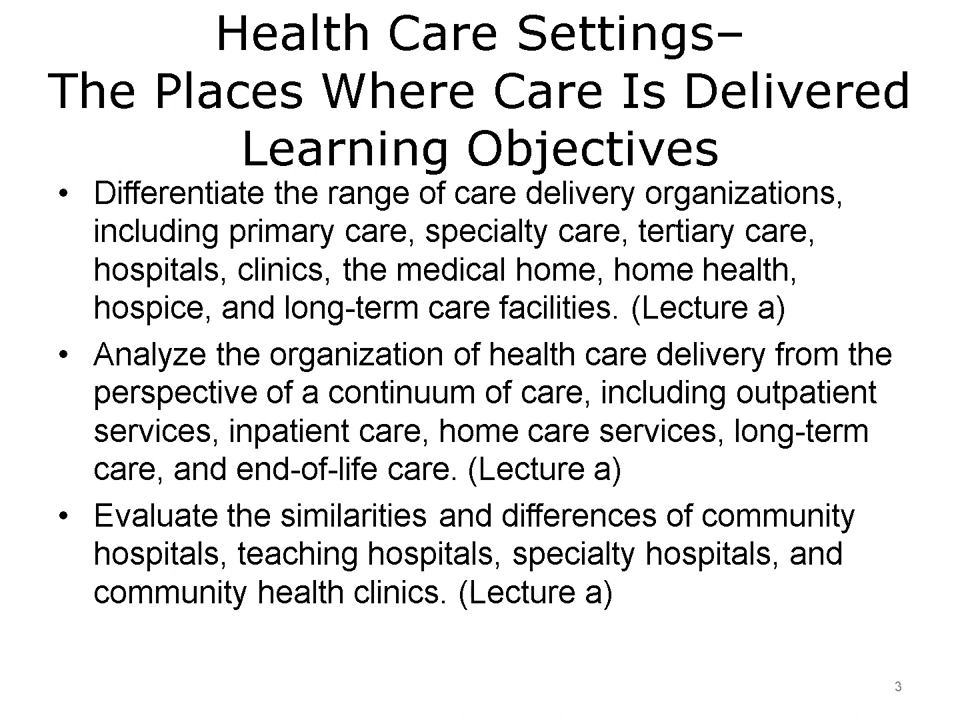 Health Care Settings–
The Places Where Care Is Delivered
Learning Objectives
• Differentiate the range of care delivery organizations,
including primary care, specialty care, tertiary care,
hospitals, clinics, the medical home, home health,
hospice, and long-term care facilities. (Lecture a)
• Analyze the organization of health care delivery from the
perspective of a continuum of care, including outpatient
services, inpatient care, home care services, long-term
care, and end-of-life care. (Lecture a)
• Evaluate the similarities and differences of community
hospitals, teaching hospitals, specialty hospitals, and
community health clinics. (Lecture a)
3